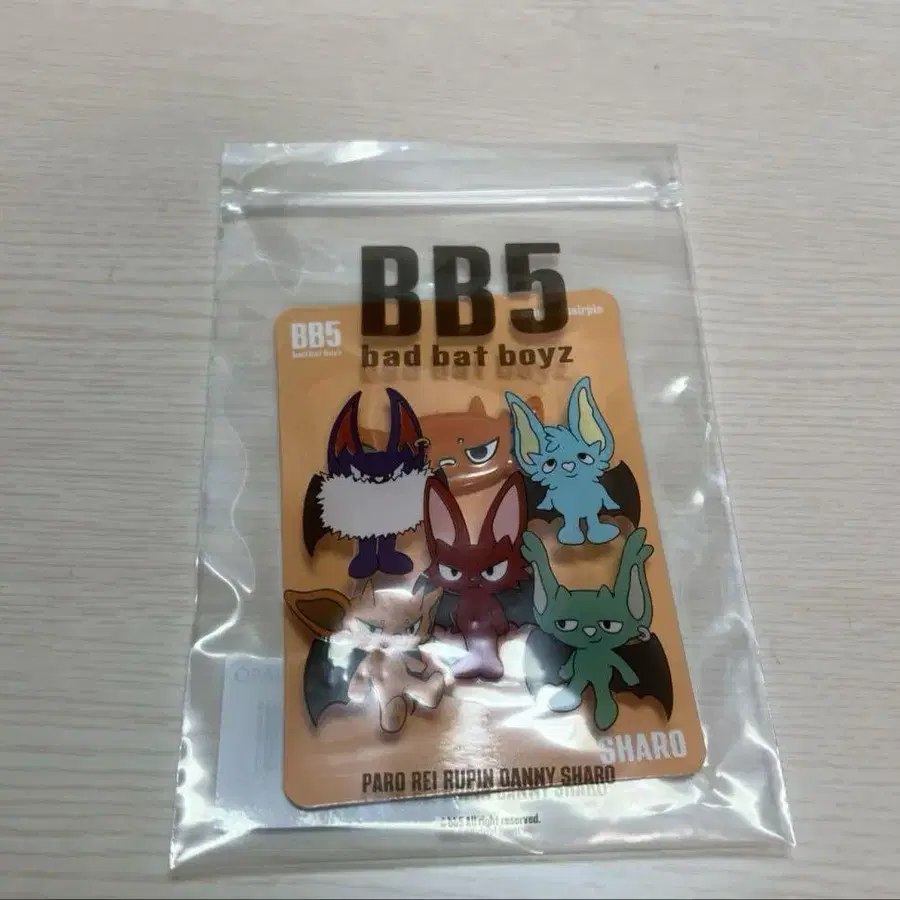 BB5
bad bat boyz
BB5
bad bat boyz
hairpin
SHARO
PARO REI RUPIN DANNY SHARO
© bb5 All right reserved.